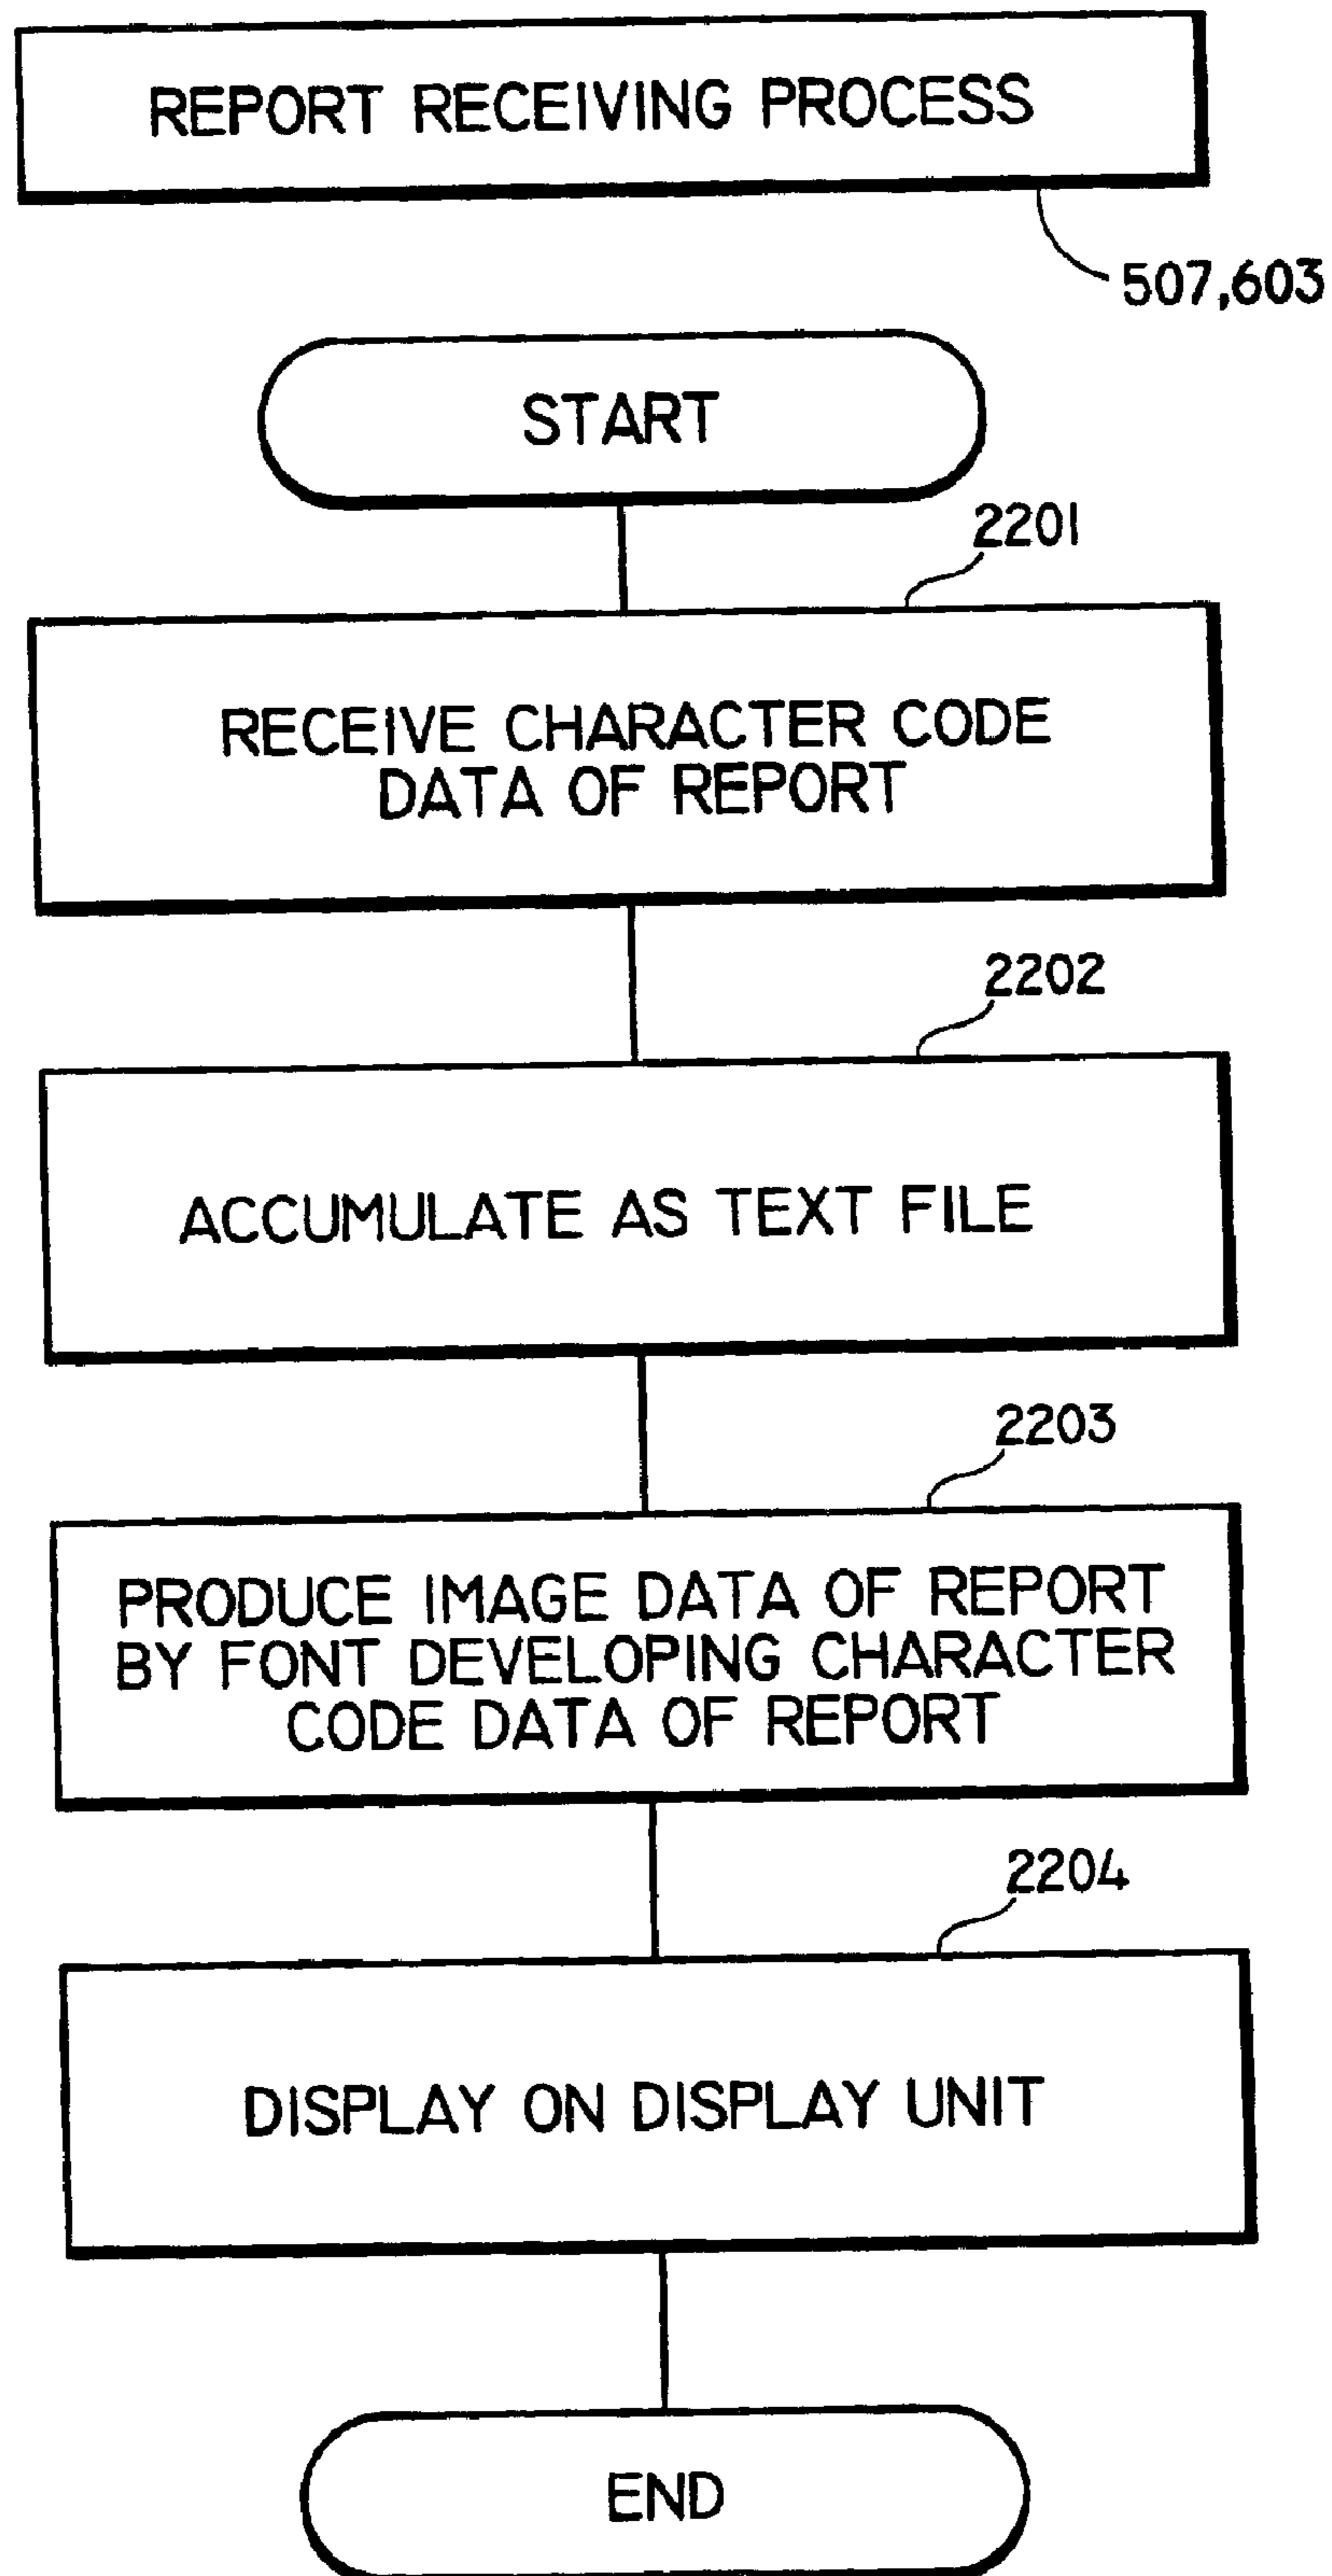 REPORT RECEIVING PROCESS
507,603
START
2201
RECEIVE CHARACTER CODE
DATA OF REPORT
2202
ACCUMULATE AS TEXT FILE
2203
PRODUCE IMAGE DATA OF REPORT
BY FONT DEVELOPING CHARACTER
CODE DATA OF REPORT
2204
DISPLAY ON DISPLAY UNIT
END